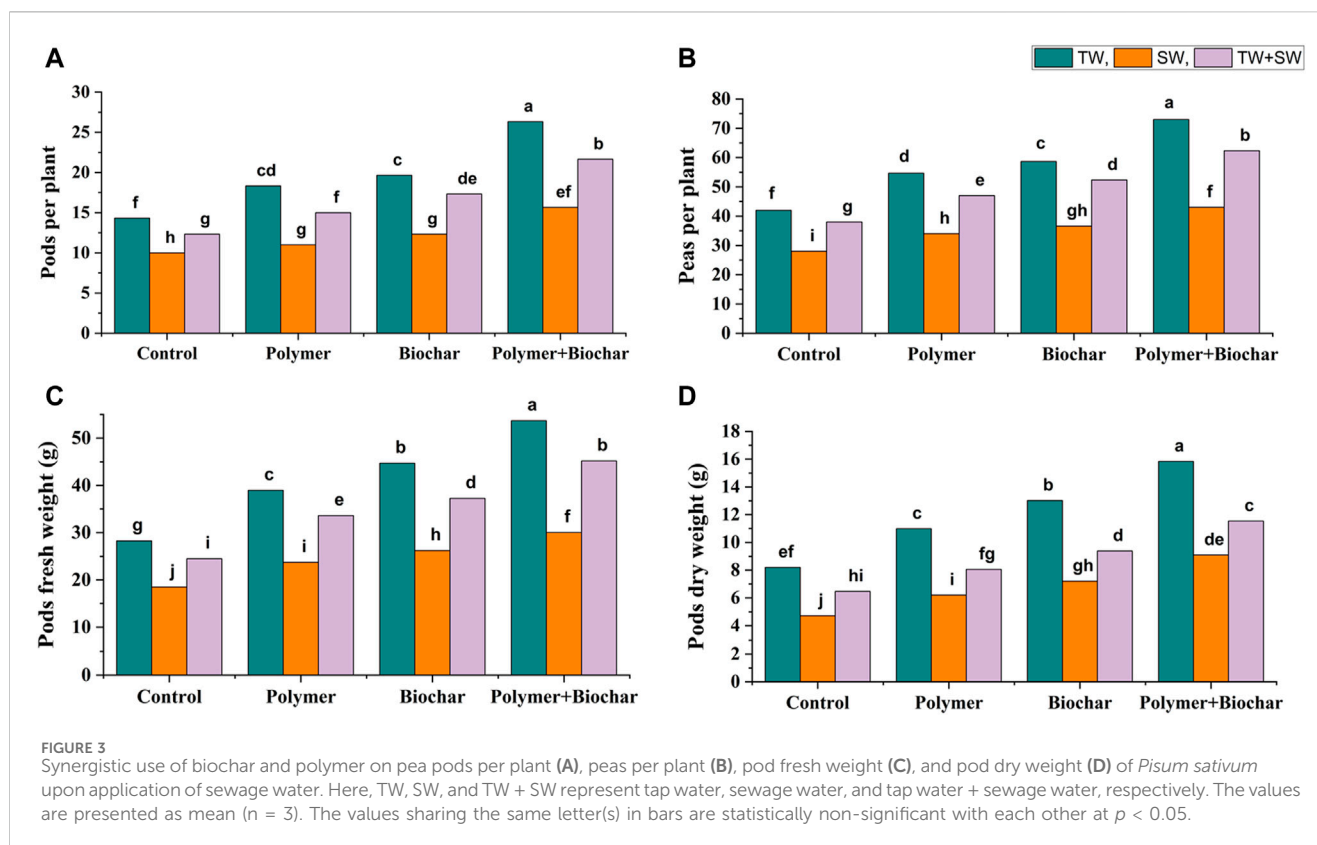 A
Pods per plant
30
25
20
15
10
5
0
f h g
cd g f
c g de
a ef b
Control Polymer Biochar Polymer+Biochar
B
TW, SW, TW+SW
Peas per plant
80
70
60
50
40
30
20
10
0
f i g
d h e
c gh d
a f b
Control Polymer Biochar Polymer+Biochar
C
Pods fresh weight (g)
50
40
30
20
10
0
g j i
c i e
b h d
a f b
Control Polymer Biochar Polymer+Biochar
D
Pods dry weight (g)
18
16
14
12
10
8
6
4
2
0
ef j hi
c i fg
b gh d
a de c
Control Polymer Biochar Polymer+Biochar
FIGURE 3
Synergistic use of biochar and polymer on pea pods per plant (A), peas per plant (B), pod fresh weight (C), and pod dry weight (D) of Pisum sativum
upon application of sewage water. Here, TW, SW, and TW + SW represent tap water, sewage water, and tap water + sewage water, respectively. The values
are presented as mean (n = 3). The values sharing the same letter(s) in bars are statistically non-significant with each other at p < 0.05.